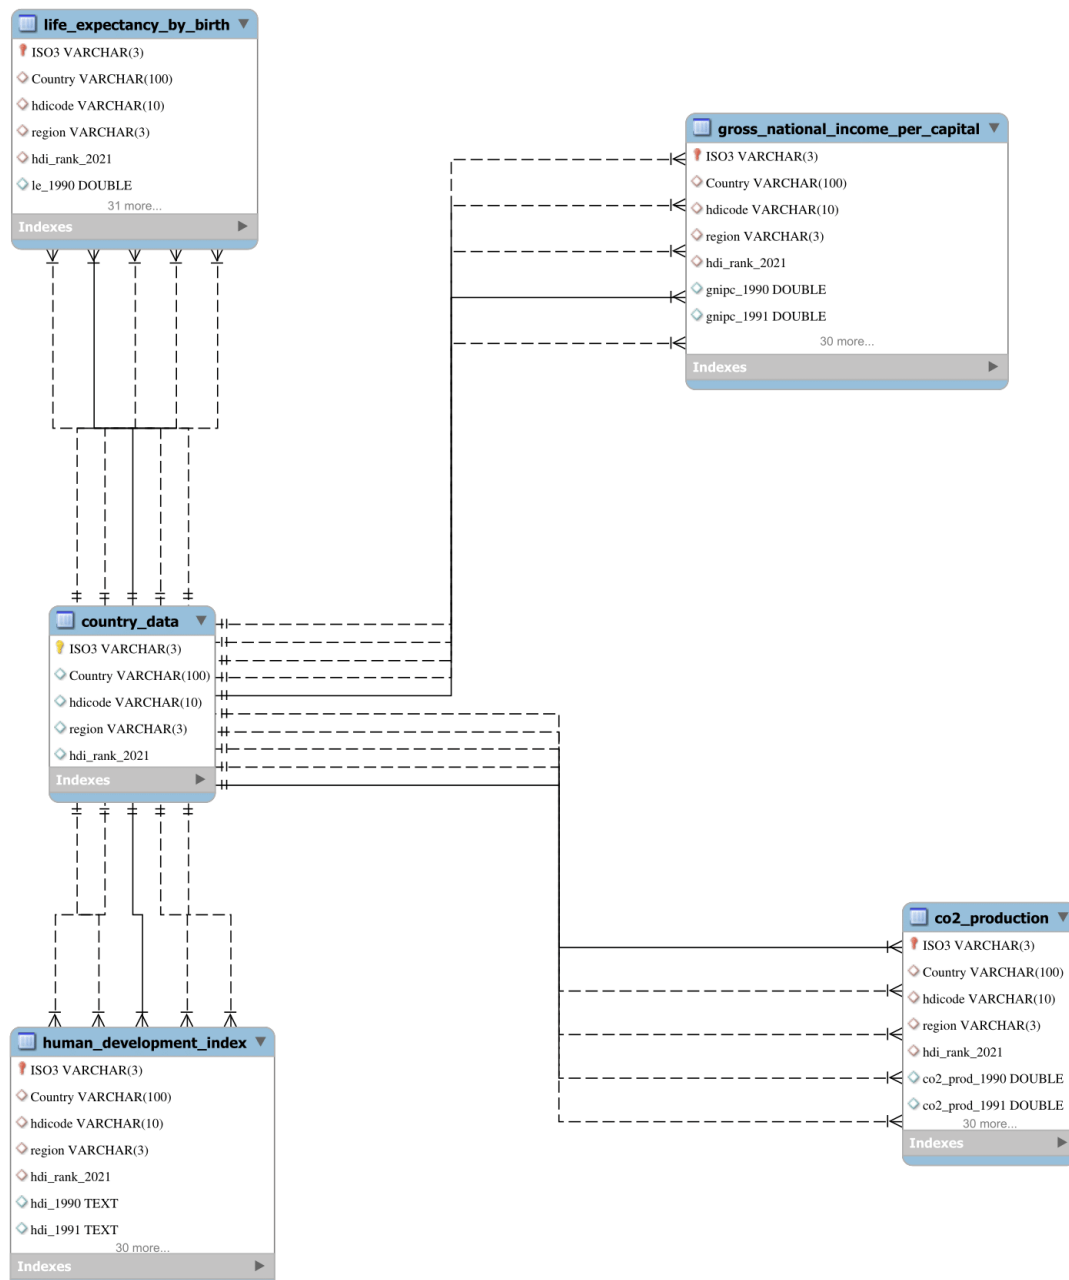 life_expectancy_by_birth
ISO3 VARCHAR(3)
Country VARCHAR(100)
hdicode VARCHAR(10)
region VARCHAR(3)
hdi_rank_2021
le_1990 DOUBLE
31 more...
Indexes
gross_national_income_per_capital
ISO3 VARCHAR(3)
Country VARCHAR(100)
hdicode VARCHAR(10)
region VARCHAR(3)
hdi_rank_2021
gnipc_1990 DOUBLE
gnipc_1991 DOUBLE
30 more...
Indexes
country_data
ISO3 VARCHAR(3)
Country VARCHAR(100)
hdicode VARCHAR(10)
region VARCHAR(3)
hdi_rank_2021
Indexes
co2_production
ISO3 VARCHAR(3)
Country VARCHAR(100)
hdicode VARCHAR(10)
region VARCHAR(3)
hdi_rank_2021
co2_prod_1990 DOUBLE
co2_prod_1991 DOUBLE
30 more...
Indexes
human_development_index
ISO3 VARCHAR(3)
Country VARCHAR(100)
hdicode VARCHAR(10)
region VARCHAR(3)
hdi_rank_2021
hdi_1990 TEXT
hdi_1991 TEXT
30 more...
Indexes